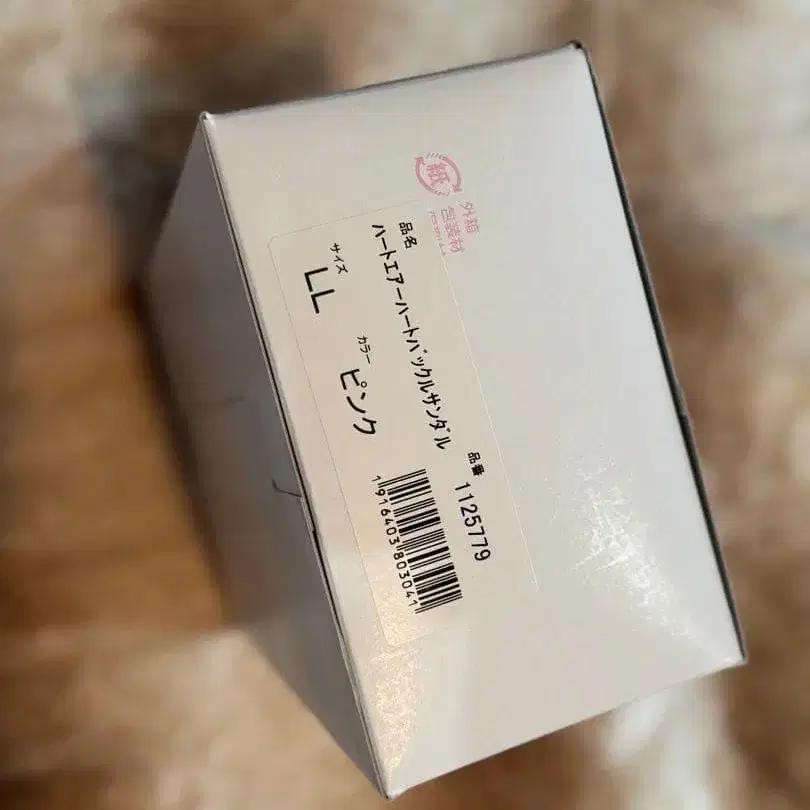 紙
外箱
包装材
品名
ハートエアーハートバックルサンダル
品番 1125779
サイズ
LL
カラー
ピンク
1916403803041